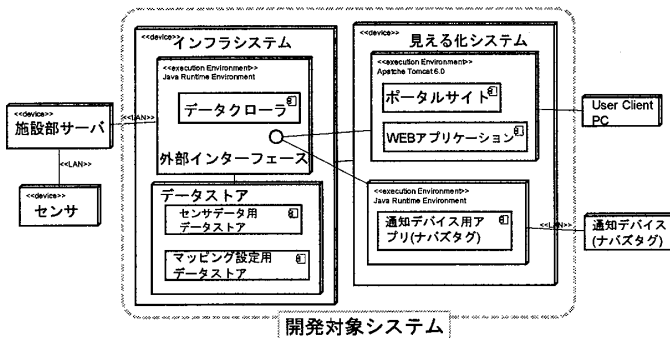 <<device>>
インフラシステム
<<execution Environment>>
Java Runtime Environment
データクローラ
外部インターフェース
データストア
センサデータ用
データストア
マッピング設定用
データストア
<<device>>
見える化システム
<<execution Environment>>
Apstche Tomcat 6.0
ポータルサイト
WEBアプリケーション
<<execution Environment>>
Java Runtime Environment
通知デバイス用ア
プリ(ナバズタグ)
<<device>>
施設部サーバ
<<LAN>>
<<LAN>>
<<device>>
センサ
User Client
PC
<<LAN>>
通知デバイス
(ナバズタグ)
開発対象システム